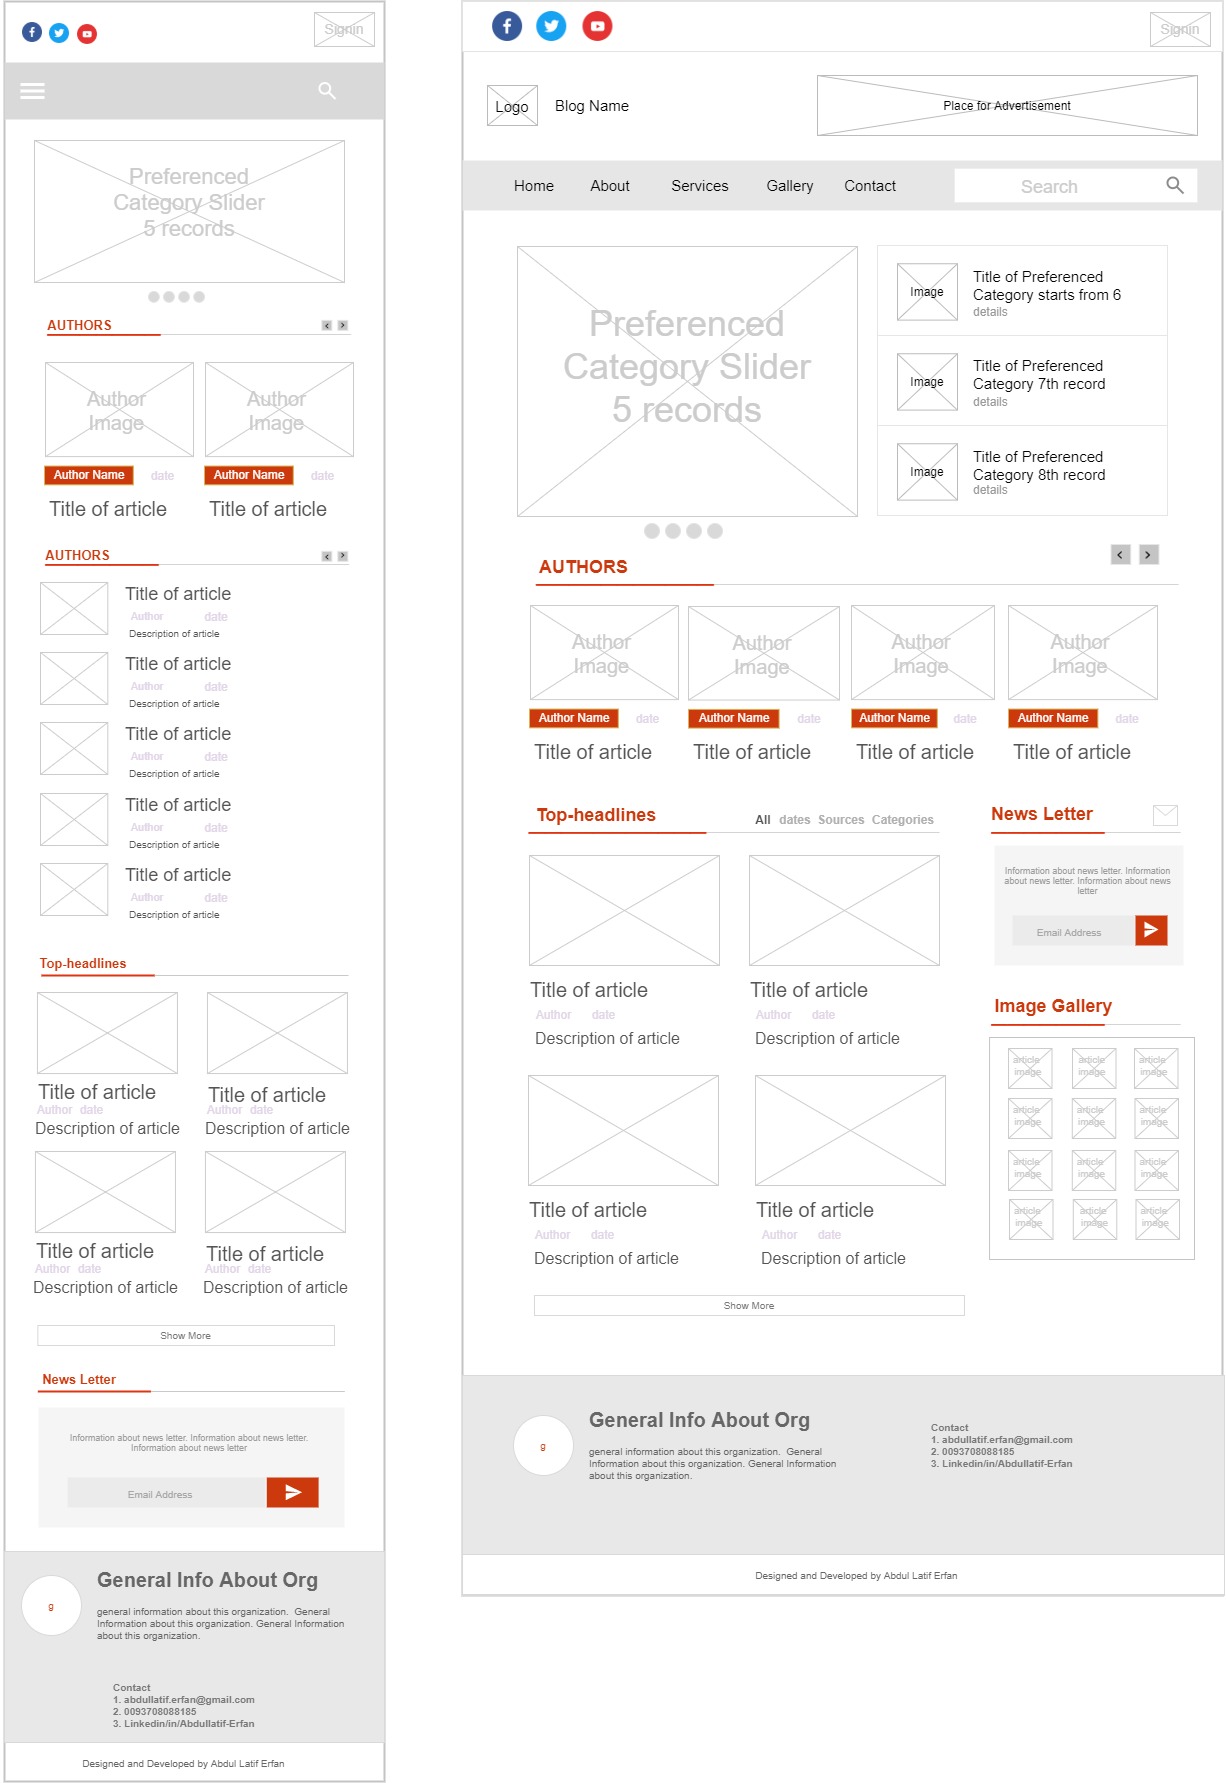 Signin
Preferenced
Category Slider
5 records
AUTHORS
Author
Image
Author
Image
Author Name
date
Author Name
date
Title of article
Title of article
AUTHORS
Title of article
Author
date
Description of article
Title of article
Author
date
Description of article
Title of article
Author
date
Description of article
Title of article
Author
date
Description of article
Title of article
Author
date
Description of article
Top-headlines
Title of article
Author date
Description of article
Title of article
Author date
Description of article
Title of article
Author date
Description of article
Title of article
Author date
Description of article
Show More
News Letter
Information about news letter. Information about news letter.
Information about news letter
Email Address
g
General Info About Org
general information about this organization. General
Information about this organization. General Information
about this organization.
Contact
1. abdullatif.erfan@gmail.com
2. 0093708088185
3. Linkedin/in/Abdullatif-Erfan
Designed and Developed by Abdul Latif Erfan
Signin
Logo
Blog Name
Place for Advertisement
Home
About
Services
Gallery
Contact
Search
Preferenced
Category Slider
5 records
Image
Title of Preferenced
Category starts from 6
details
Image
Title of Preferenced
Category 7th record
details
Image
Title of Preferenced
Category 8th record
details
AUTHORS
Author
Image
Author
Image
Author
Image
Author
Image
Author Name
date
Author Name
date
Author Name
date
Author Name
date
Title of article
Title of article
Title of article
Title of article
Top-headlines
All dates Sources Categories
Title of article
Author date
Description of article
Title of article
Author date
Description of article
Title of article
Author date
Description of article
Title of article
Author date
Description of article
Show More
News Letter
Information about news letter. Information
about news letter. Information about news
letter
Email Address
Image Gallery
article
image
article
image
article
image
article
image
article
image
article
image
article
image
article
image
article
image
article
image
article
image
article
image
g
General Info About Org
general information about this organization. General
Information about this organization. General Information
about this organization.
Contact
1. abdullatif.erfan@gmail.com
2. 0093708088185
3. Linkedin/in/Abdullatif-Erfan
Designed and Developed by Abdul Latif Erfan